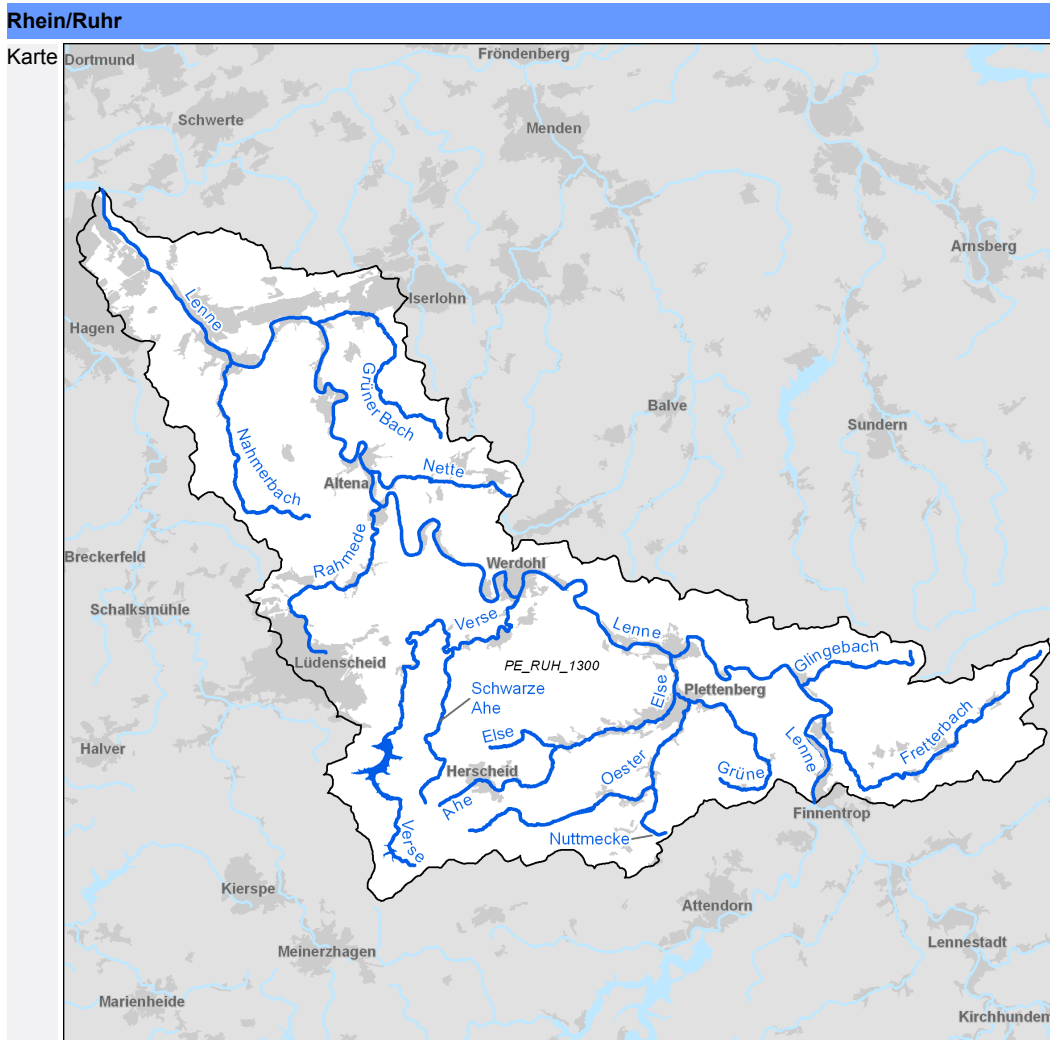 Rhein/Ruhr
Karte
Dortmund
Fröndenberg
Schwerte
Menden
Arnsberg
Iserlohn
Lenne
Hagen
Grüner Bach
Balve
Sundern
Nahmerbach
Nette
Altena
Rahmede
Breckerfeld
Werdohl
Schalksmühle
Verse
Lenne
Glingebach
Lüdenscheid
PE_RUH_1300
Schwarze
Ahe
Else
Plettenberg
Else
Lenne
Fretterbach
Halver
Herscheid
Oester
Grüne
Ahe
Finnentrop
Verse
Nuttmecke
Kierspe
Attendorn
Meinerzhagen
Lennestadt
Marienheide
Kirchhundem